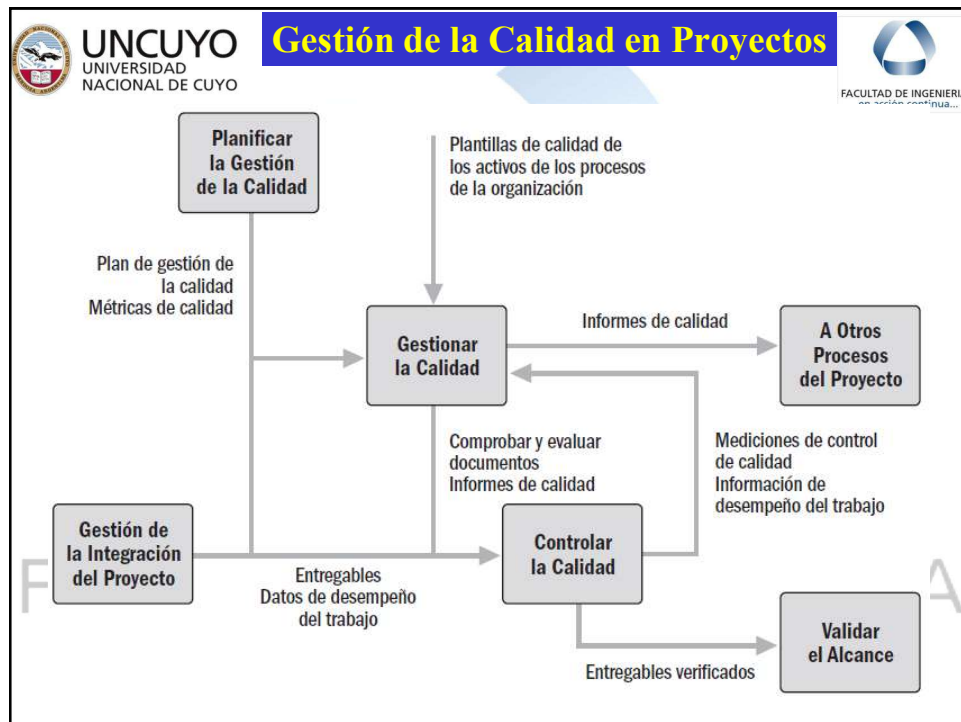 UNCUYO
UNIVERSIDAD
NACIONAL DE CUYO
Gestión de la Calidad en Proyectos
FACULTAD DE INGENIERIA
en acción continua...
Planificar
la Gestión
de la Calidad
Plantillas de calidad de
los activos de los procesos
de la organización
Plan de gestión de
la calidad
Métricas de calidad
Gestionar
la Calidad
Informes de calidad
A Otros
Procesos
del Proyecto
Comprobar y evaluar
documentos
Informes de calidad
Mediciones de control
de calidad
Información de
desempeño del trabajo
Gestión de
la Integración
del Proyecto
Entregables
Datos de desempeño
del trabajo
Controlar
la Calidad
Entregables verificados
Validar
el Alcance
F
A